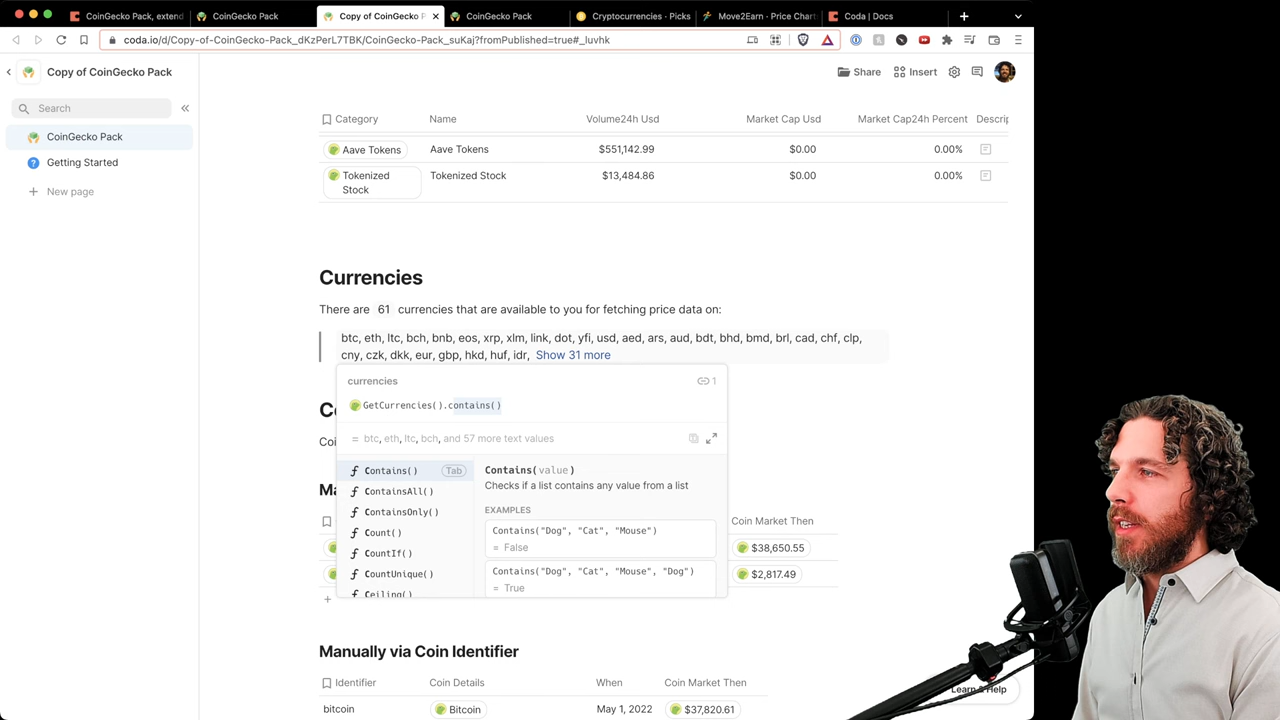 CoinGecko Pack, extend
CoinGecko Pack
Copy of CoinGecko P
CoinGecko Pack
Cryptocurrencies · Picks
Move2Earn · Price Chart
Coda | Docs
coda.io/d/Copy-of-CoinGecko-Pack_dKzPerL7TBK/CoinGecko-Pack_suKaj?fromPublished=true#_luvhk
Copy of CoinGecko Pack
Share
Insert
Search
CoinGecko Pack
Getting Started
New page
Category Name Volume24h Usd Market Cap Usd Market Cap24h Percent Descrip
Aave Tokens Aave Tokens $551,142.99 $0.00 0.00%
Tokenized Stock Tokenized Stock $13,484.86 $0.00 0.00%
Currencies
There are 61 currencies that are available to you for fetching price data on:
btc, eth, ltc, bch, bnb, eos, xrp, xlm, link, dot, yfi, usd, aed, ars, aud, bdt, bhd, bmd, brl, cad, chf, clp,
cny, czk, dkk, eur, gbp, hkd, huf, idr, Show 31 more
currencies 1
GetCurrencies().contains()
= btc, eth, ltc, bch, and 57 more text values
Contains() Tab
ContainsAll()
ContainsOnly()
Count()
CountIf()
CountUnique()
Ceiling()
Contains(value)
Checks if a list contains any value from a list
EXAMPLES
Contains("Dog", "Cat", "Mouse")
= False
Contains("Dog", "Cat", "Mouse", "Dog")
= True
Coi
Ma
Coin Market Then
$38,650.55
$2,817.49
Manually via Coin Identifier
Identifier Coin Details When Coin Market Then
bitcoin Bitcoin May 1, 2022 $37,820.61
Learn & Help